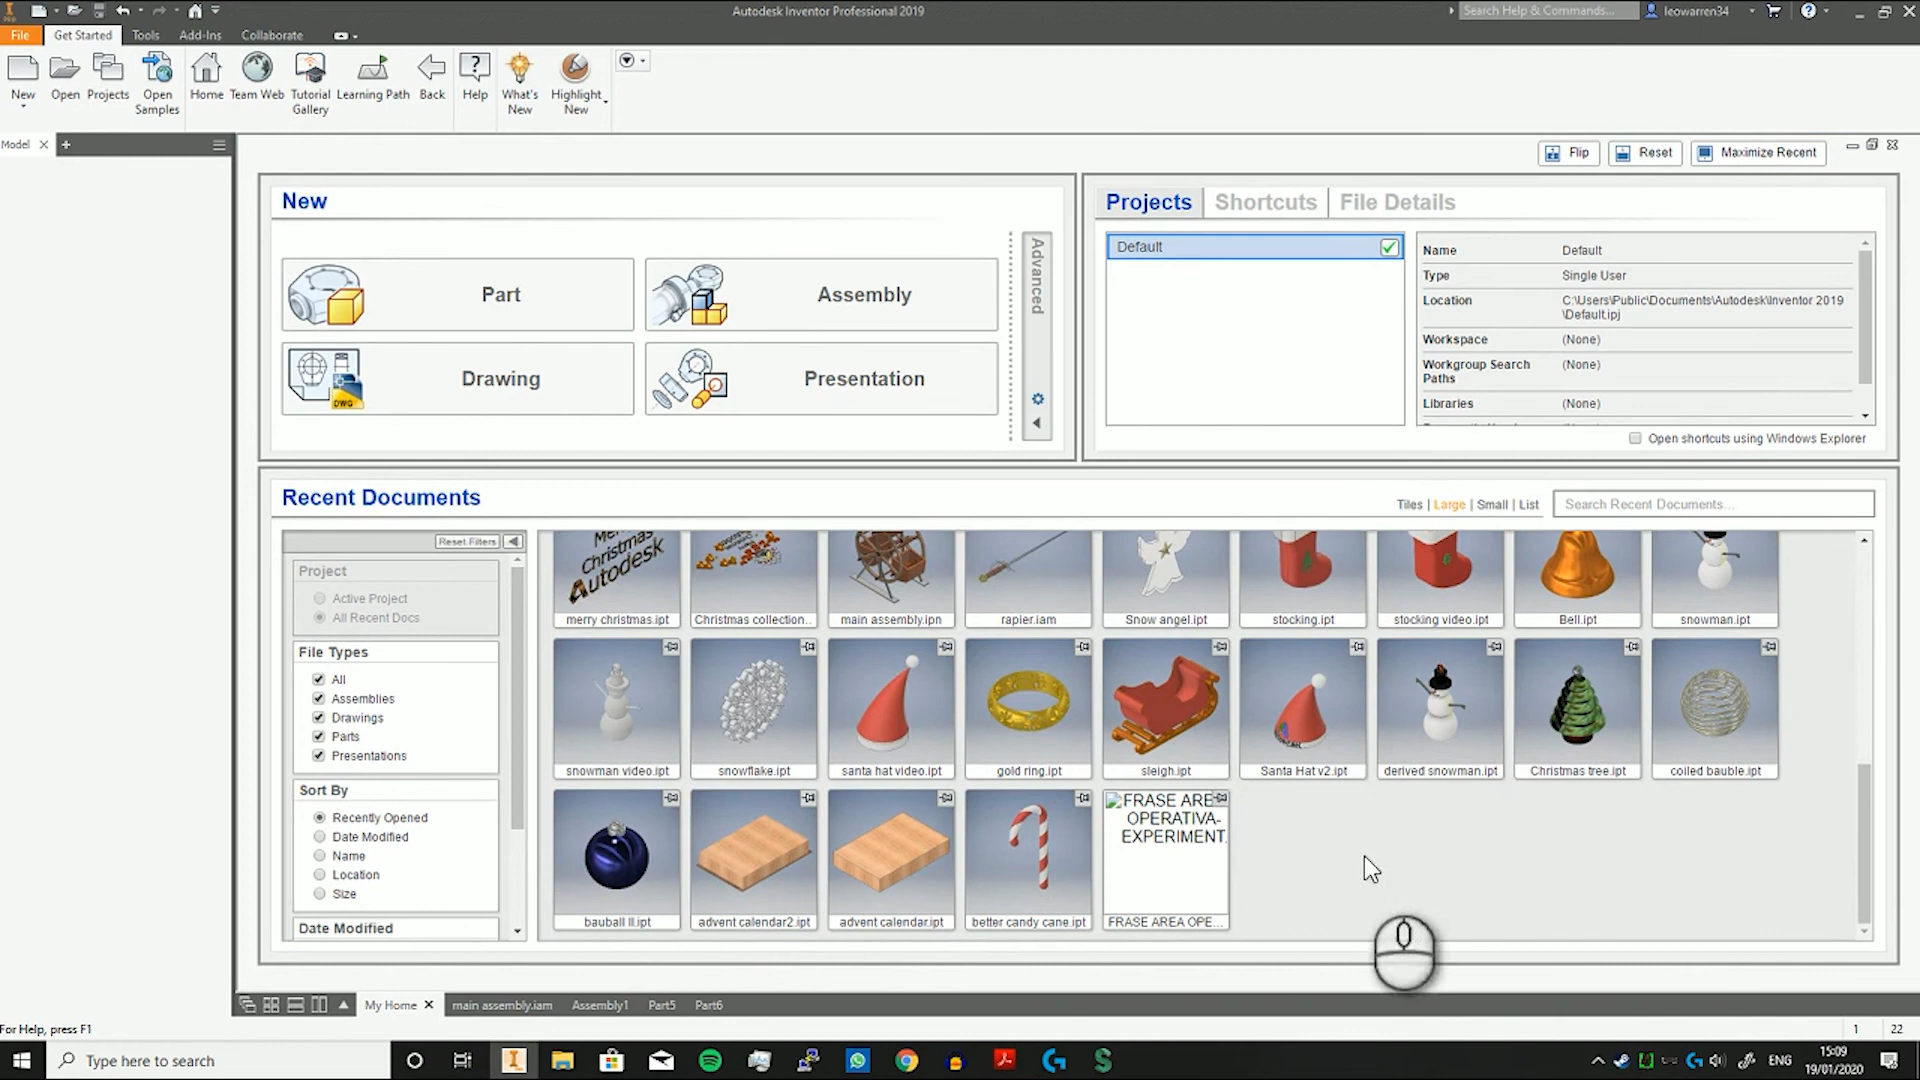 Autodesk Inventor Professional 2019
Search Help & Commands...
leowarren34
File
Get Started
Tools
Add-Ins
Collaborate
New
Open
Projects
Open Samples
Home
Team Web
Tutorial Gallery
Learning Path
Back
Help
What's New
Highlight New
Model
Flip
Reset
Maximize Recent
New
Part
Assembly
Drawing
DWG
Presentation
Advanced
Projects
Shortcuts
File Details
Default
Name Default
Type Single User
Location C:\Users\Public\Documents\Autodesk\Inventor 2019
\Default.ipj
Workspace (None)
Workgroup Search Paths (None)
Libraries (None)
Open shortcuts using Windows Explorer
Recent Documents
Tiles | Large | Small | List
Search Recent Documents...
Reset Filters
Project
Active Project
All Recent Docs
File Types
All
Assemblies
Drawings
Parts
Presentations
Sort By
Recently Opened
Date Modified
Name
Location
Size
Date Modified
Merry
Christmas
Autodesk
merry christmas.ipt
Christmas collection..
main assembly.ipn
rapier.iam
Snow angel.ipt
stocking.ipt
stocking video.ipt
Bell.ipt
snowman.ipt
snowman video.ipt
snowflake.ipt
santa hat video.ipt
gold ring.ipt
sleigh.ipt
Santa Hat v2.ipt
derived snowman.ipt
Christmas tree.ipt
coiled bauble.ipt
bauball II.ipt
advent calendar2.ipt
advent calendar.ipt
better candy cane.ipt
FRASE ARE
OPERATIVA-
EXPERIMENT.
FRASE AREA OPE...
My Home
main assembly.iam
Assembly1
Part5
Part6
For Help, press F1
1
22
Type here to search
ENG
15:09
19/01/2020